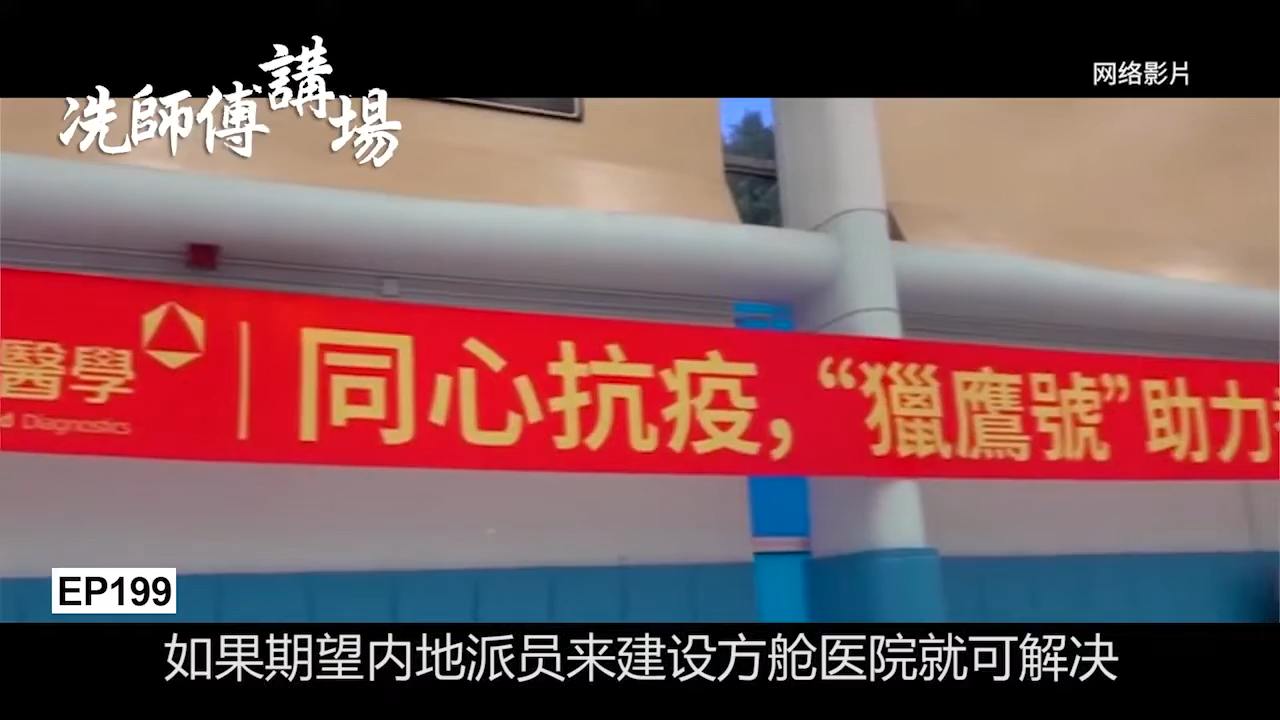 冼師傅講場
网络影片
醫學
d Diagnostics
同心抗疫，“獵鷹號”助力
EP199
如果期望内地派员来建设方舱医院就可解决